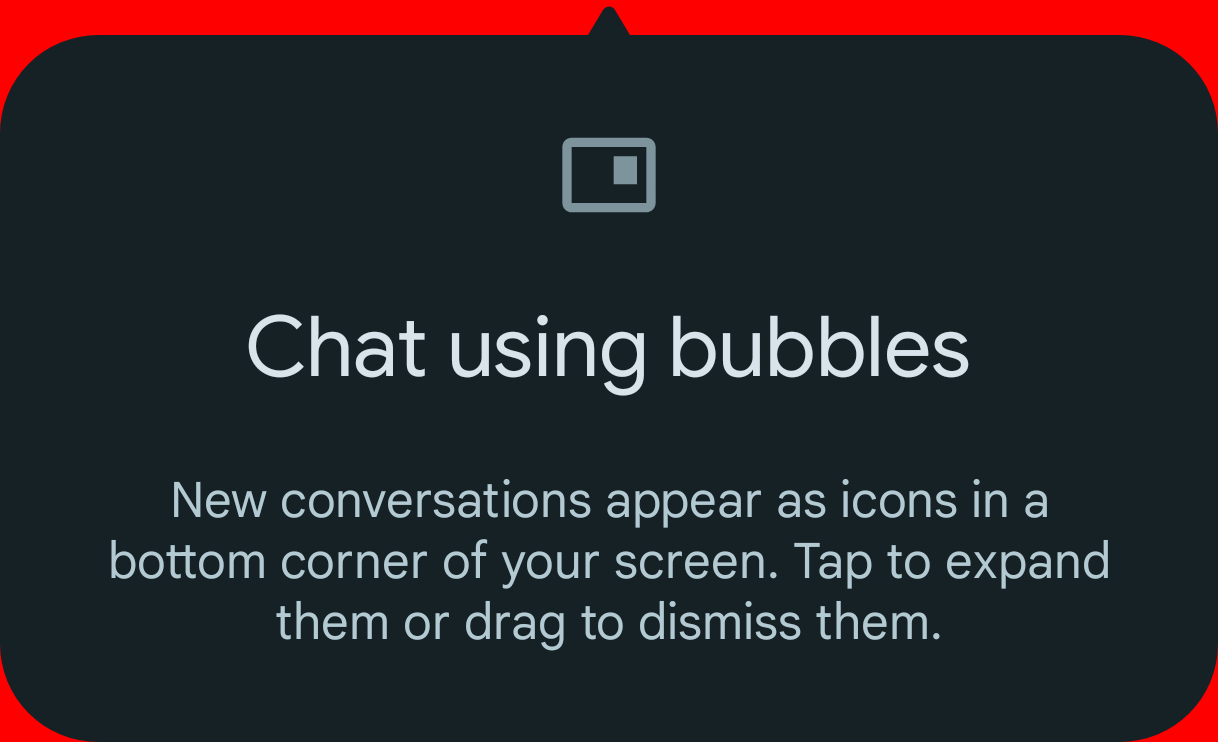 Chat using bubbles
New conversations appear as icons in a
bottom corner of your screen. Tap to expand
them or drag to dismiss them.